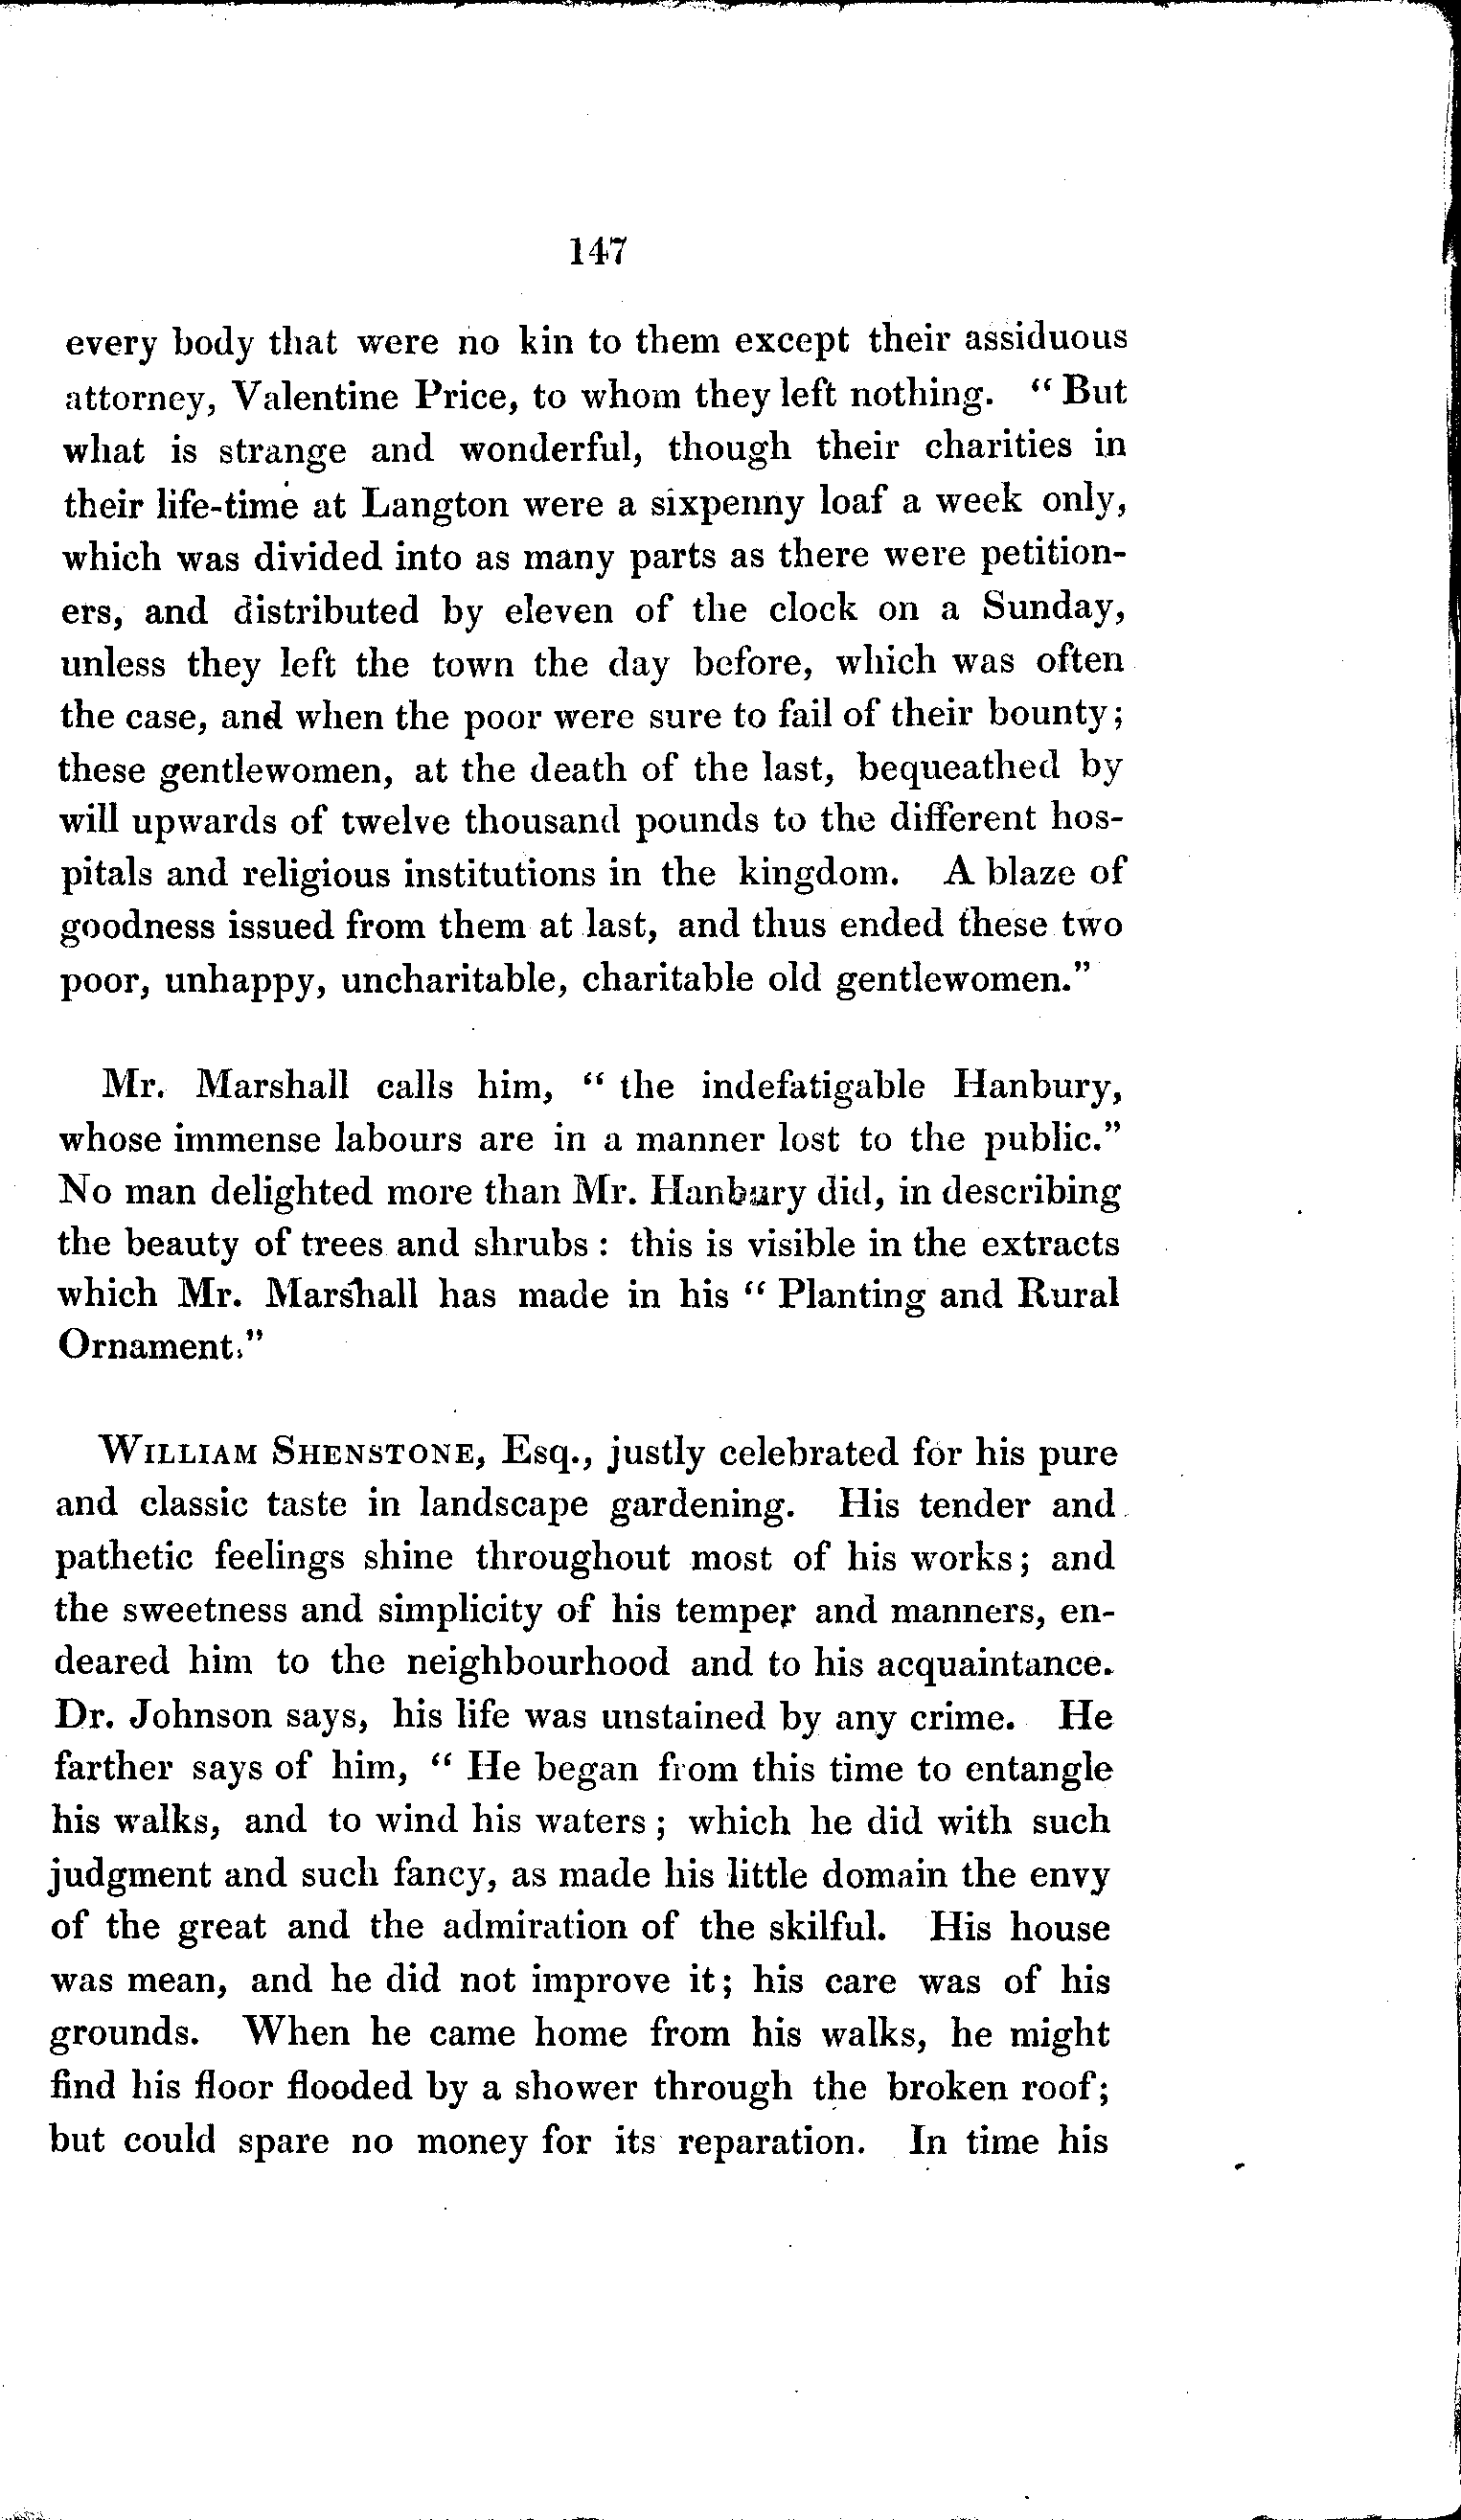 147
every body that were no kin to them except their assiduous
attorney, Valentine Price, to whom they left nothing. “ But
what is strange and wonderful, though their charities in
their life-time at Langton were a sixpenny loaf a week only,
which was divided into as many parts as there were petition-
ers, and distributed by eleven of the clock on a Sunday,
unless they left the town the day before, which was often
the case, and when the poor were sure to fail of their bounty;
these gentlewomen, at the death of the last, bequeathed by
will upwards of twelve thousand pounds to the different hos-
pitals and religious institutions in the kingdom. A blaze of
goodness issued from them at last, and thus ended these two
poor, unhappy, uncharitable, charitable old gentlewomen.”
Mr. Marshall calls him, “ the indefatigable Hanbury,
whose immense labours are in a manner lost to the public.”
No man delighted more than Mr. Hanbury did, in describing
the beauty of trees and shrubs : this is visible in the extracts
which Mr. Marshall has made in his “ Planting and Rural
Ornament.”
WILLIAM SHENSTONE, Esq., justly celebrated for his pure
and classic taste in landscape gardening. His tender and
pathetic feelings shine throughout most of his works; and
the sweetness and simplicity of his temper and manners, en-
deared him to the neighbourhood and to his acquaintance.
Dr. Johnson says, his life was unstained by any crime. He
farther says of him, “ He began from this time to entangle
his walks, and to wind his waters ; which he did with such
judgment and such fancy, as made his little domain the envy
of the great and the admiration of the skilful. His house
was mean, and he did not improve it; his care was of his
grounds. When he came home from his walks, he might
find his floor flooded by a shower through the broken roof;
but could spare no money for its reparation. In time his